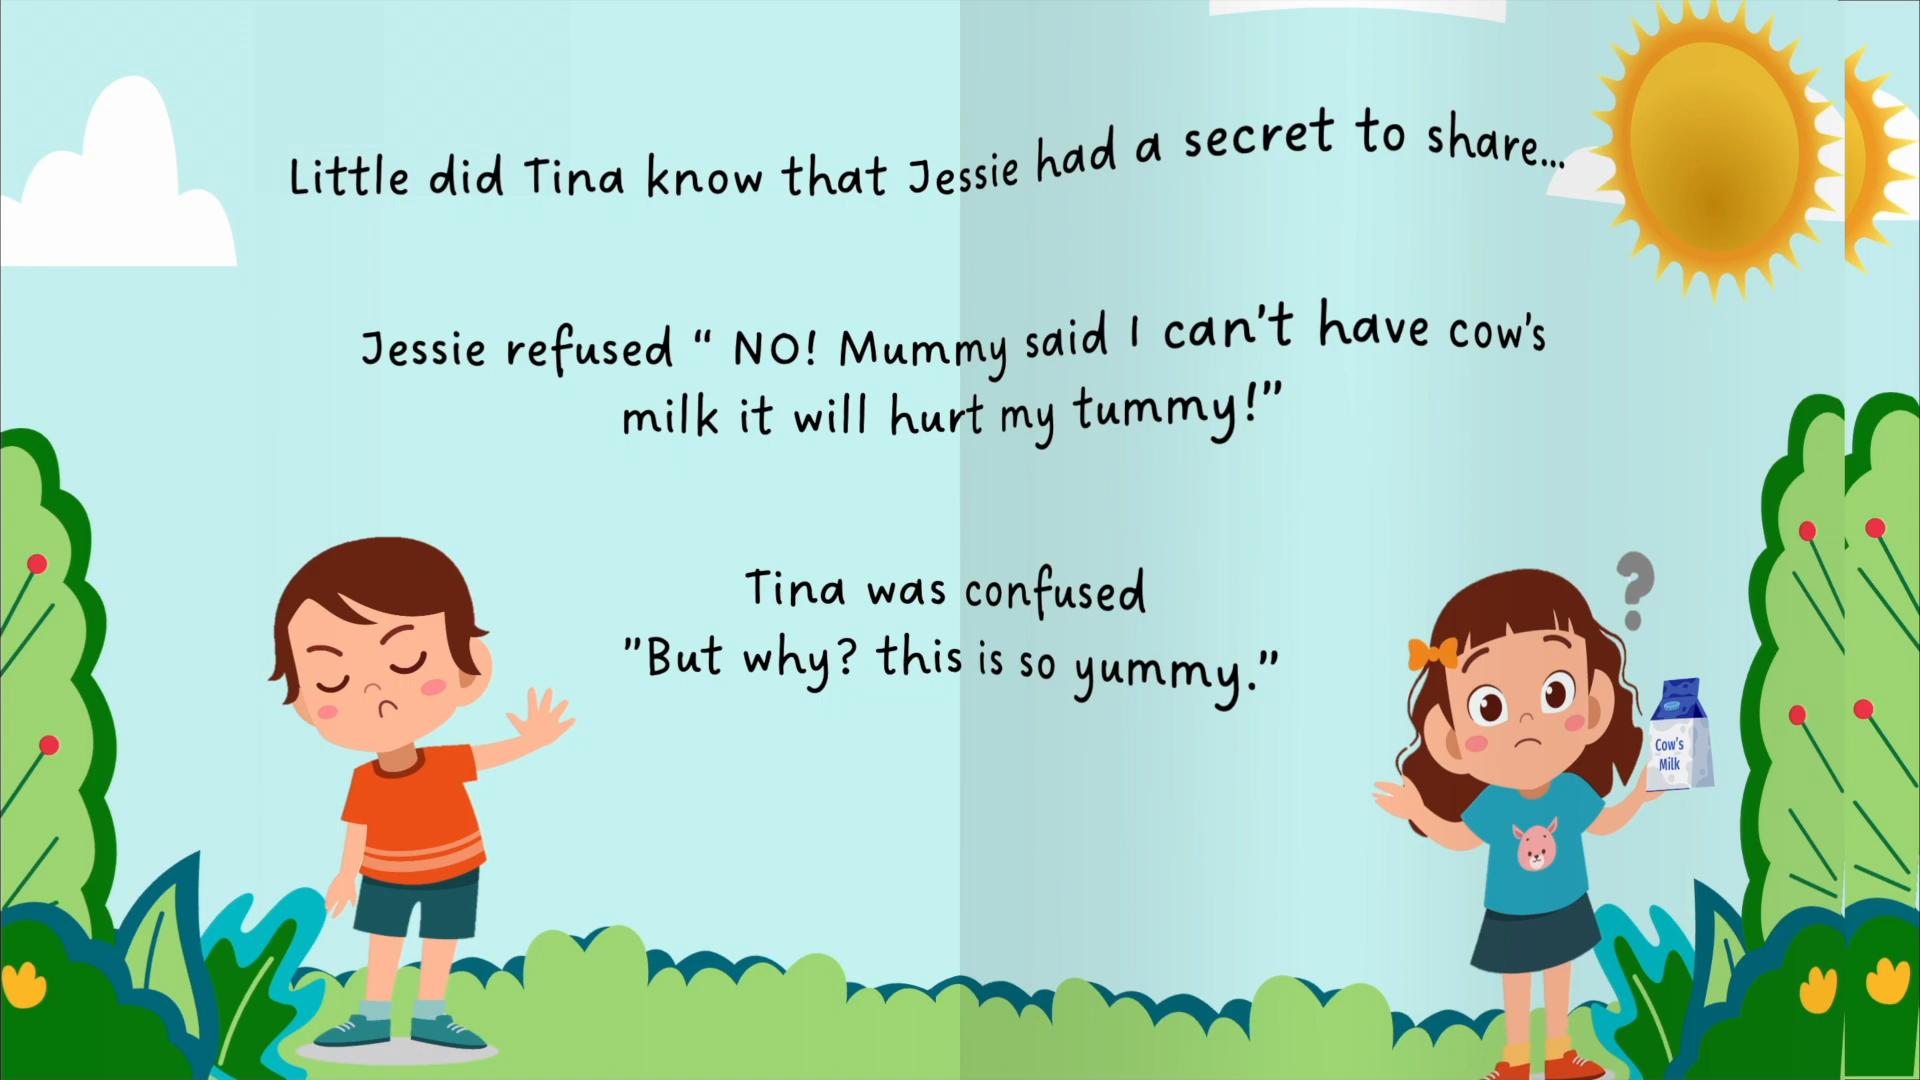 Little did Tina know that Jessie had a secret to share...
Jessie refused “ NO! Mummy said I can't have cow's
milk it will hurt my tummy!”
Tina was confused
"But why? this is so yummy.”
?
Cow's
Milk